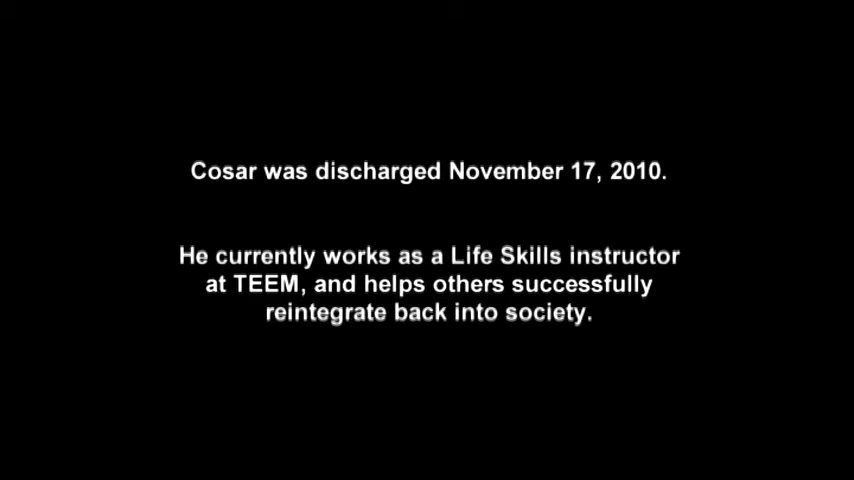 Cosar was discharged November 17, 2010.
He currently works as a Life Skills instructor
at TEEM, and helps others successfully
reintegrate back into society.